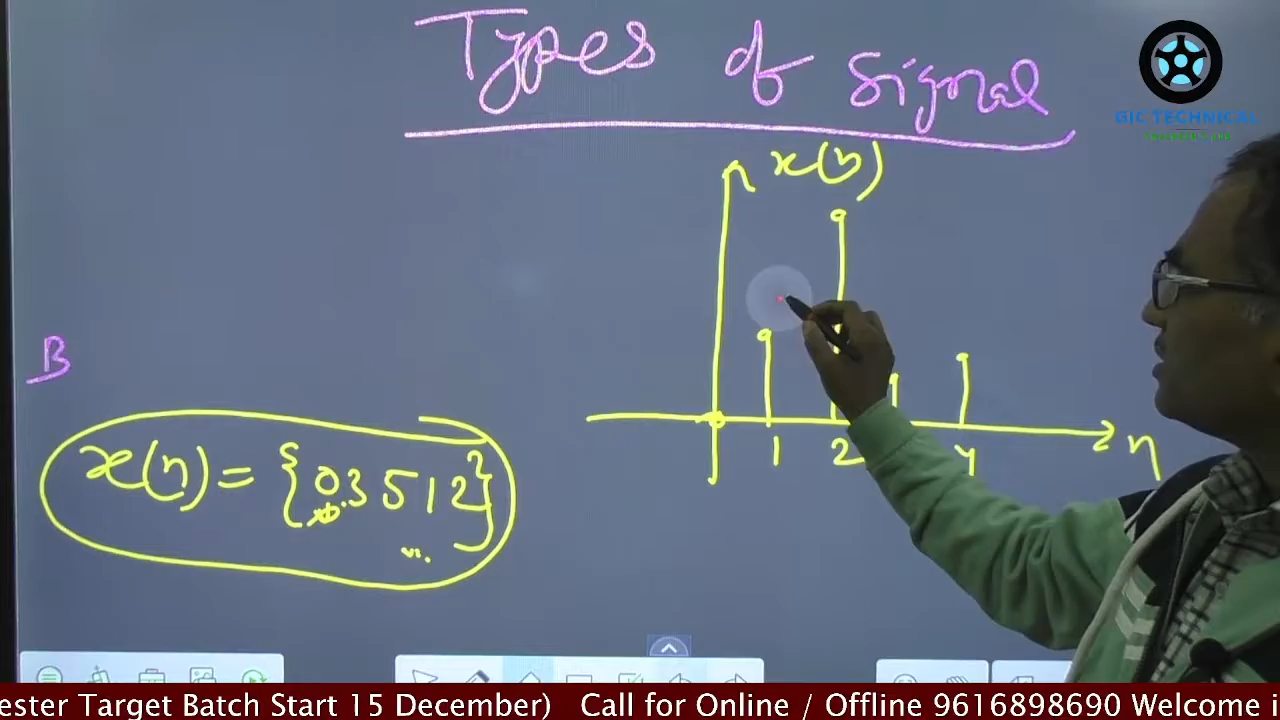 Types of Signal
GIC TECHNICAL
x(n)
B
1 2 4 n
x(n) = { 0 3 5 1 2 }
ester Target Batch Start 15 December) Call for Online / Offline 9616898690 Welcome i